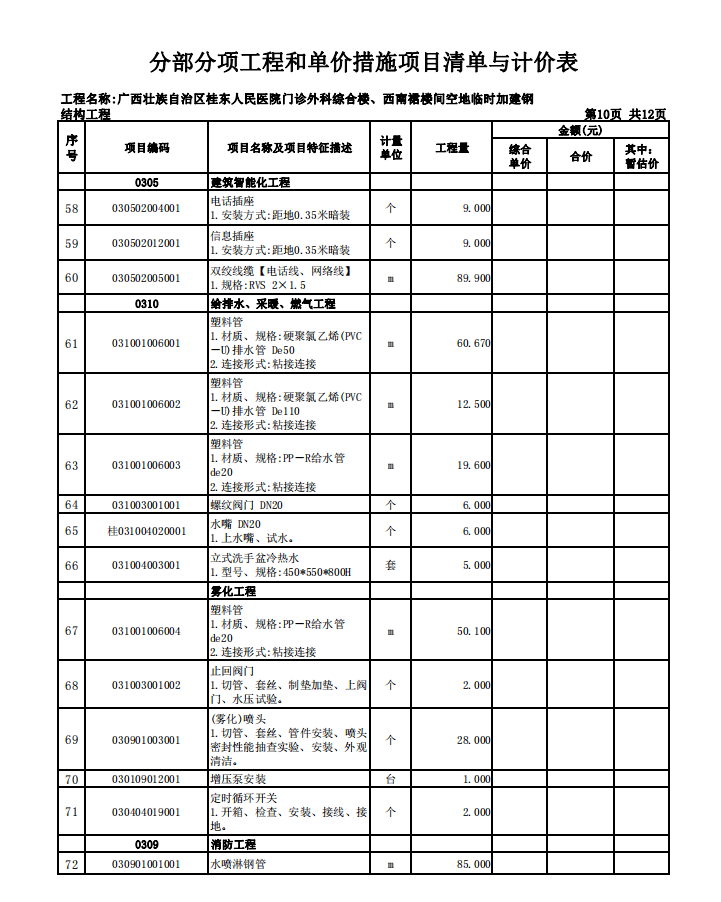 分部分项工程和单价措施项目清单与计价表
工程名称:广西壮族自治区桂东人民医院门诊外科综合楼、西南裙楼间空地临时加建钢
结构工程 第10页 共12页
序号 项目编码 项目名称及项目特征描述 计量单位 工程量 金额(元)
综合单价 合价 其中:暂估价
0305 建筑智能化工程
58 030502004001 电话插座 个 9.000
1.安装方式:距地0.35米暗装
59 030502012001 信息插座 个 9.000
1.安装方式:距地0.35米暗装
60 030502005001 双绞线缆【电话线、网络线】 m 89.900
1.规格:RVS 2×1.5
0310 给排水、采暖、燃气工程
61 031001006001 塑料管 m 60.670
1.材质、规格:硬聚氯乙烯(PVC
－U)排水管 De50
2.连接形式:粘接连接
62 031001006002 塑料管 m 12.500
1.材质、规格:硬聚氯乙烯(PVC
－U)排水管 De110
2.连接形式:粘接连接
63 031001006003 塑料管 m 19.600
1.材质、规格:PP－R给水管
de20
2.连接形式:粘接连接
64 031003001001 螺纹阀门 DN20 个 6.000
65 桂031004020001 水嘴 DN20 个 6.000
1.上水嘴、试水。
66 031004003001 立式洗手盆冷热水 套 5.000
1.型号、规格:450*550*800H
雾化工程
67 031001006004 塑料管 m 50.100
1.材质、规格:PP－R给水管
de20
2.连接形式:粘接连接
68 031003001002 止回阀门 个 2.000
1.切管、套丝、制垫加垫、上阀
门、水压试验。
69 030901003001 (雾化)喷头 个 28.000
1.切管、套丝、管件安装、喷头
密封性能抽查实验、安装、外观
清洁。
70 030109012001 增压泵安装 台 1.000
71 030404019001 定时循环开关 个 2.000
1.开箱、检查、安装、接线、接
地。
0309 消防工程
72 030901001001 水喷淋钢管 m 85.000